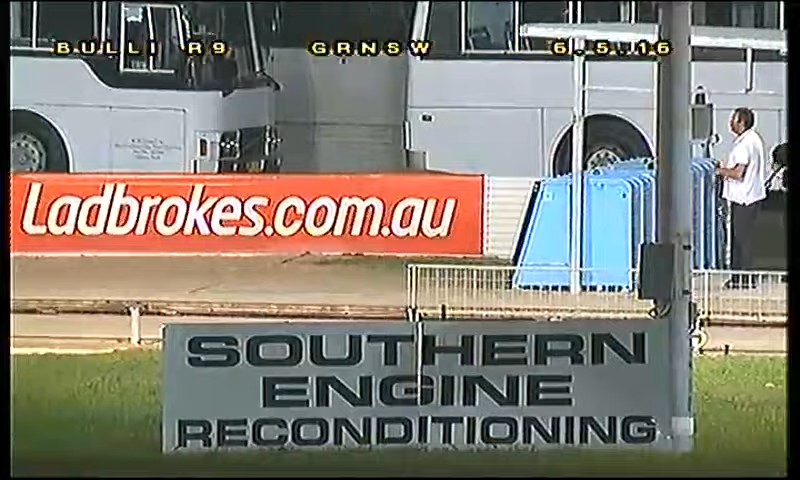 BULLI R9 GRNSW 6.5.16
Ladbrokes.com.au
SOUTHERN
ENGINE
RECONDITIONING